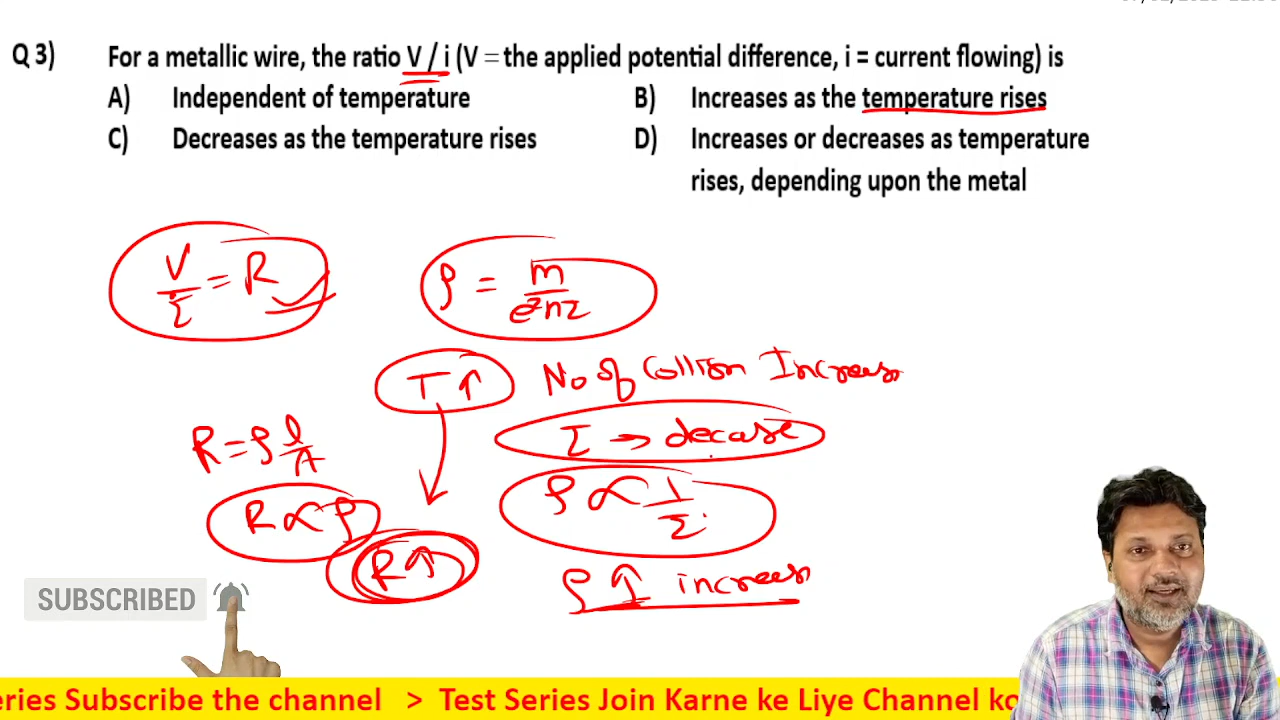 Q 3) For a metallic wire, the ratio V / i (V = the applied potential difference, i = current flowing) is
A) Independent of temperature
B) Increases as the temperature rises
C) Decreases as the temperature rises
D) Increases or decreases as temperature
rises, depending upon the metal
V/i = R
ρ = m/e²nτ
T ↑ No of Collision Increase
τ → decase
R = ρ l/A
ρ ∝ 1/τ
R ∝ ρ
R ↑
ρ ↑ increase
SUBSCRIBED
eries Subscribe the channel > Test Series Join Karne ke Liye Channel ko